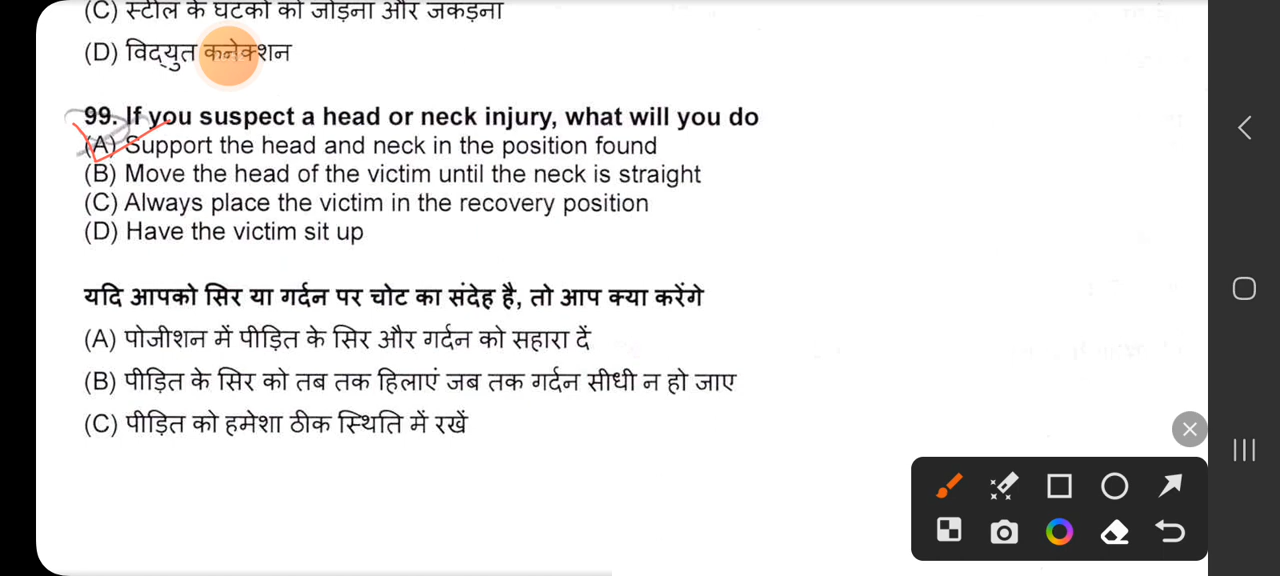 (C) स्टील के घटकों को जोड़ना और जकड़ना
(D) विद्युत कनेक्शन
99. If you suspect a head or neck injury, what will you do
(A) Support the head and neck in the position found
(B) Move the head of the victim until the neck is straight
(C) Always place the victim in the recovery position
(D) Have the victim sit up
यदि आपको सिर या गर्दन पर चोट का संदेह है, तो आप क्या करेंगे
(A) पोजीशन में पीड़ित के सिर और गर्दन को सहारा दें
(B) पीड़ित के सिर को तब तक हिलाएं जब तक गर्दन सीधी न हो जाए
(C) पीड़ित को हमेशा ठीक स्थिति में रखें